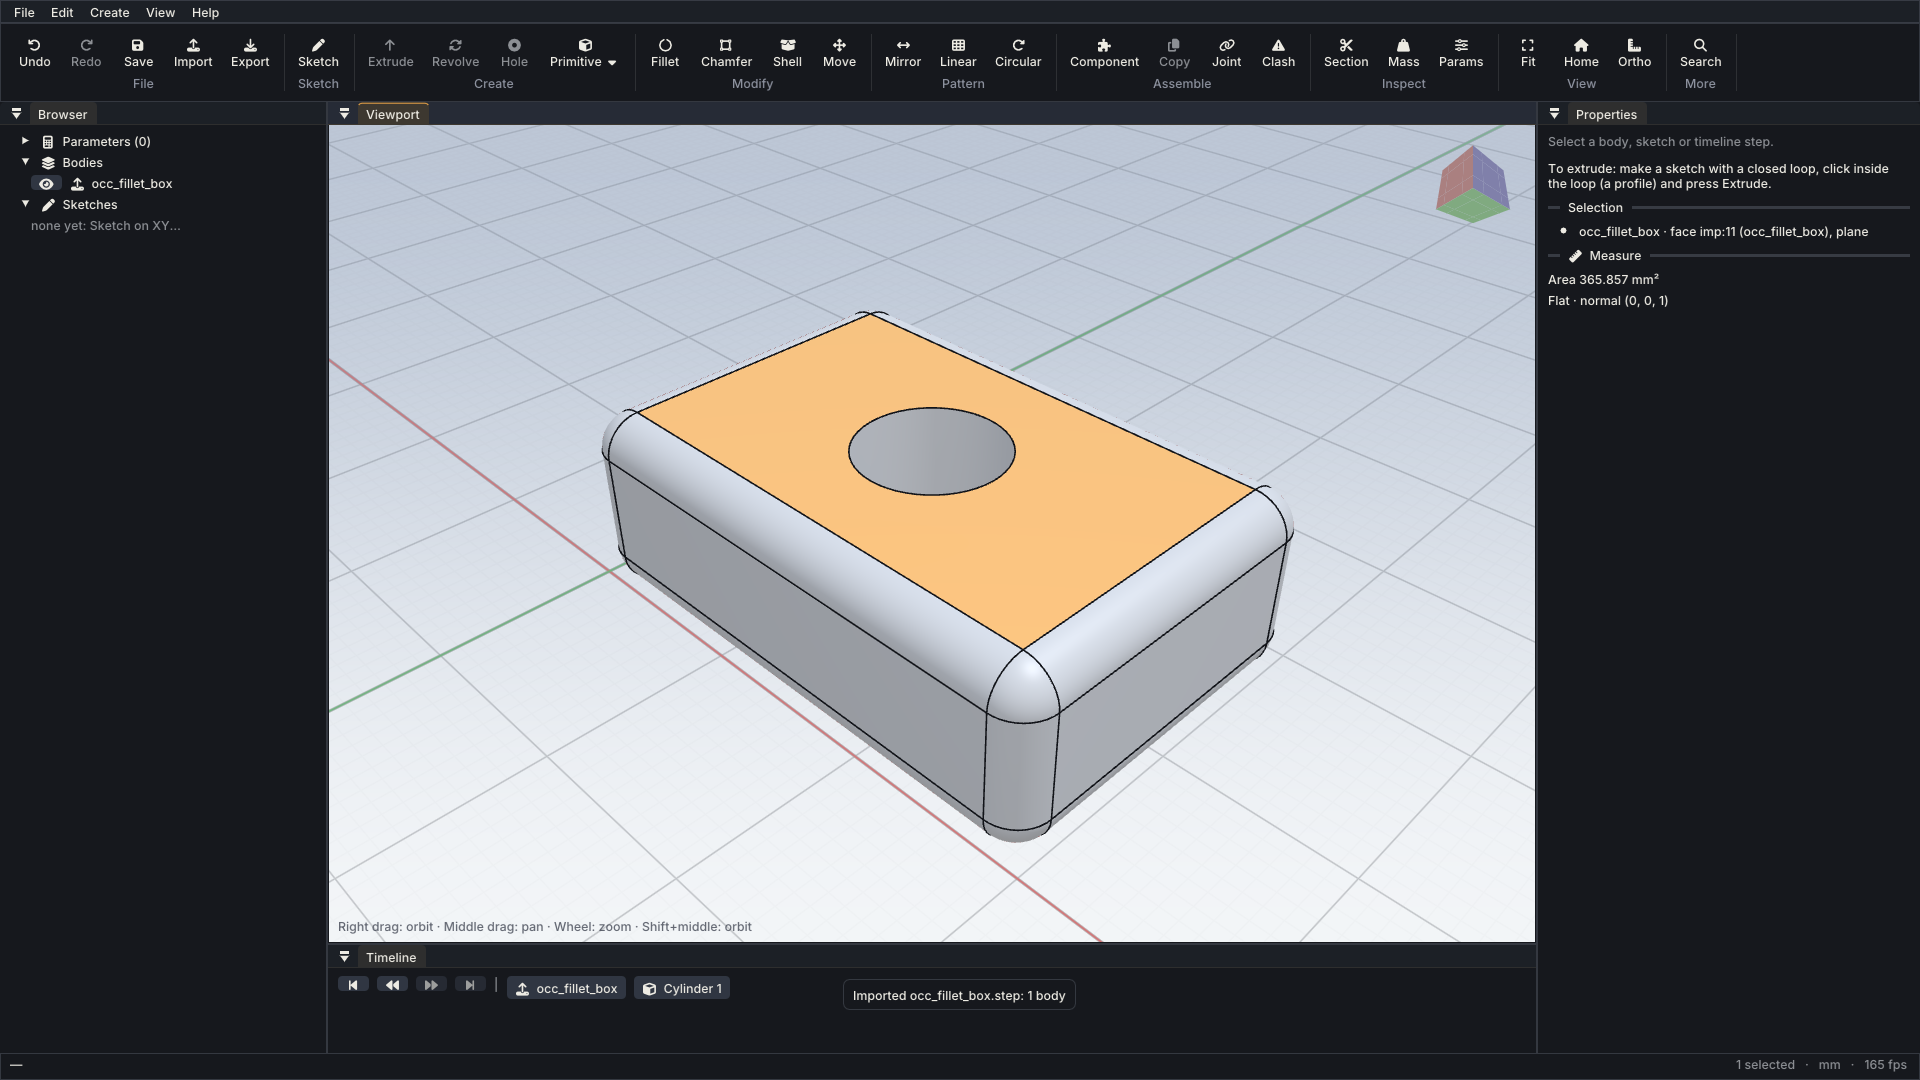 File Edit Create View Help
Undo Redo Save Import Export Sketch Extrude Revolve Hole Primitive Fillet Chamfer Shell Move Mirror Linear Circular Component Copy Joint Clash Section Mass Params Fit Home Ortho Search
File Sketch Create Modify Pattern Assemble Inspect View More
Browser
Parameters (0)
Bodies
occ_fillet_box
Sketches
none yet: Sketch on XY...
Viewport
Right drag: orbit · Middle drag: pan · Wheel: zoom · Shift+middle: orbit
Timeline
occ_fillet_box Cylinder 1
Imported occ_fillet_box.step: 1 body
Properties
Select a body, sketch or timeline step.
To extrude: make a sketch with a closed loop, click inside
the loop (a profile) and press Extrude.
Selection
occ_fillet_box · face imp:11 (occ_fillet_box), plane
Measure
Area 365.857 mm²
Flat · normal (0, 0, 1)
1 selected · mm · 165 fps